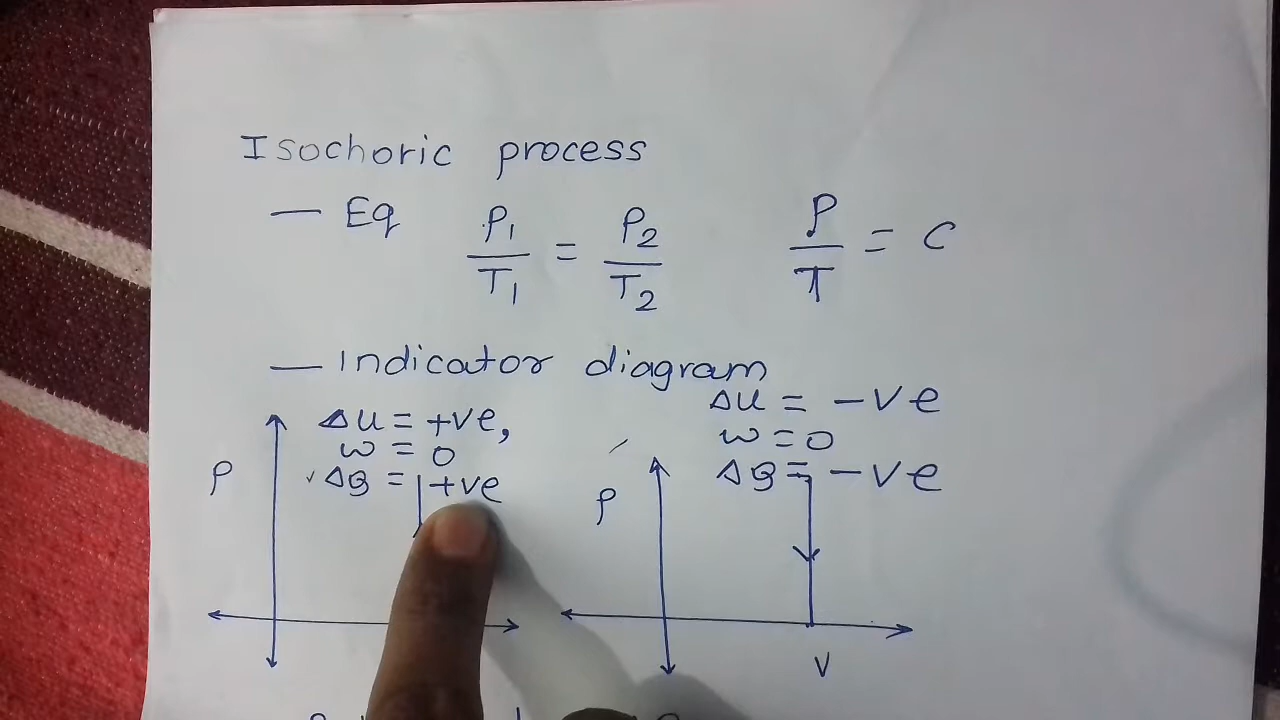 Isochoric process
— Eq P1/T1 = P2/T2 P/T = C
— Indicator diagram
ΔU = +ve,
W = 0
ΔQ = +ve
P
ΔU = -ve
W = 0
ΔQ = -ve
P
V